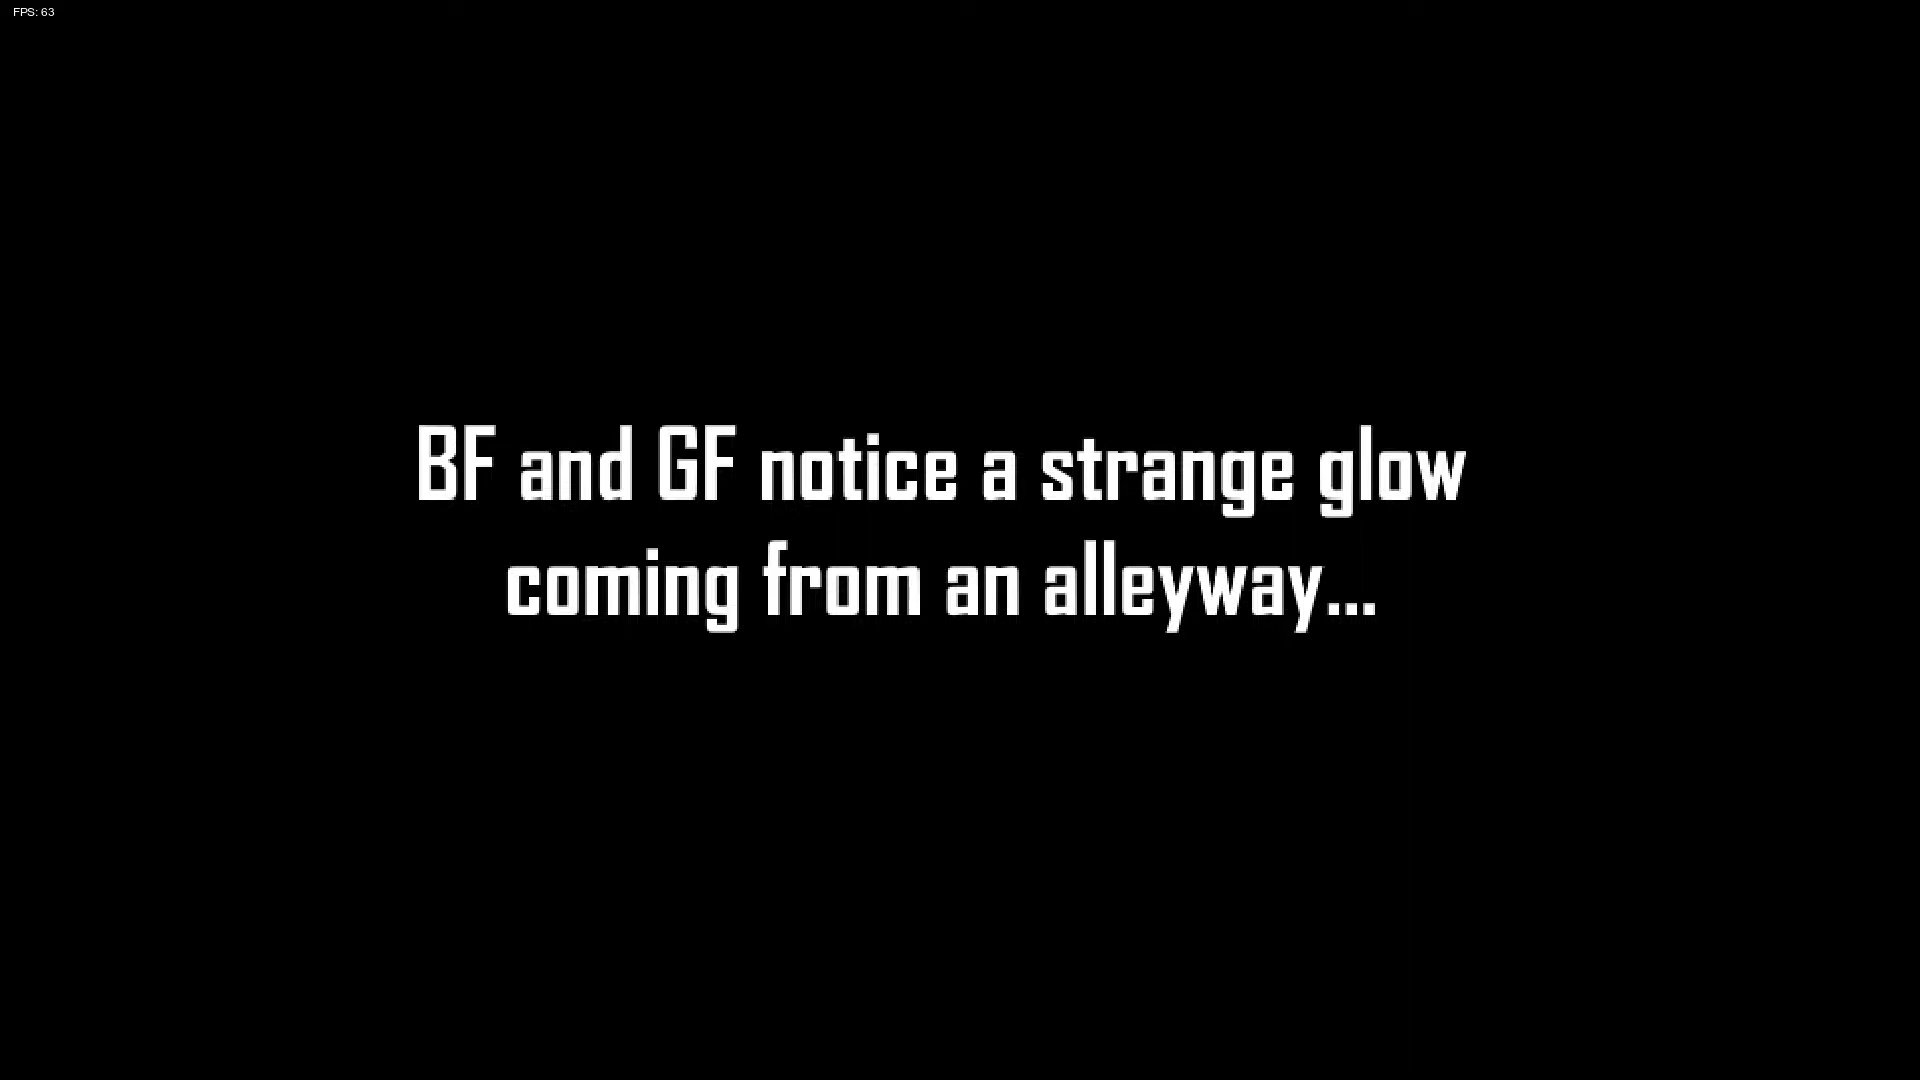 FPS: 63
BF and GF notice a strange glow
coming from an alleyway...